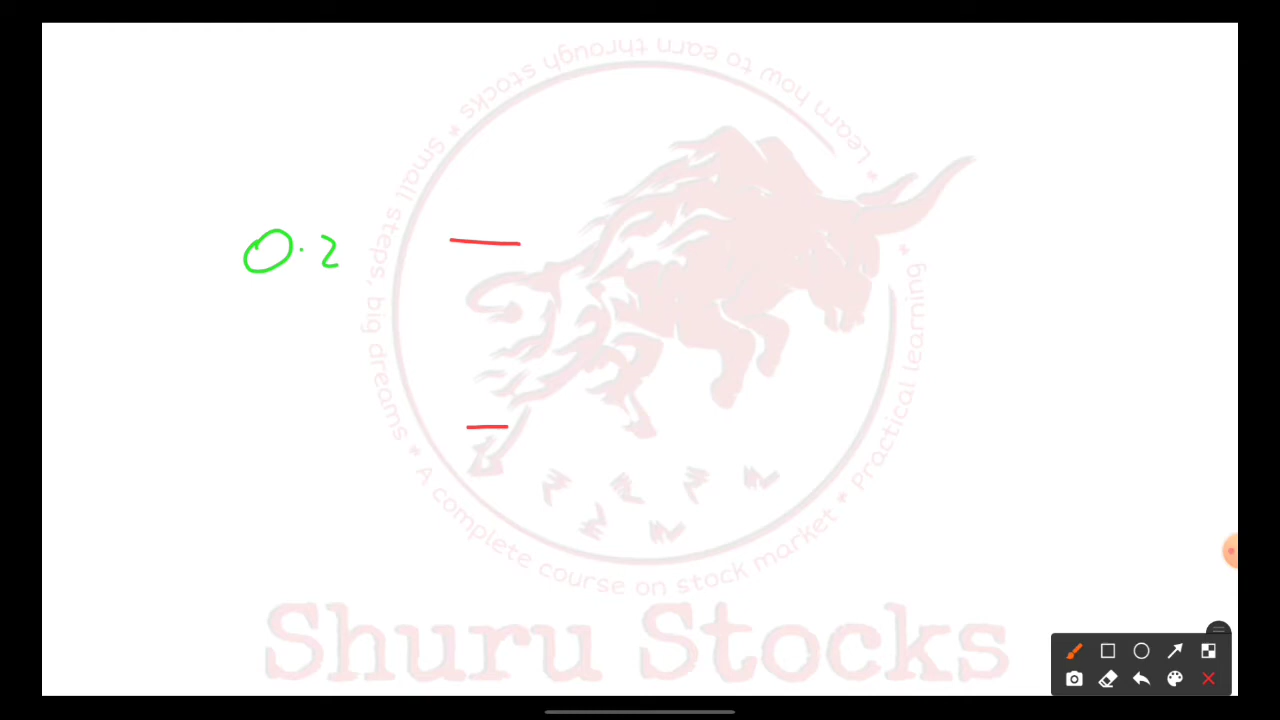 Small steps, big dreams * Learn how to earn through stocks *
0.2
* A complete course on stock market * Practical learning *
Shuru Stocks